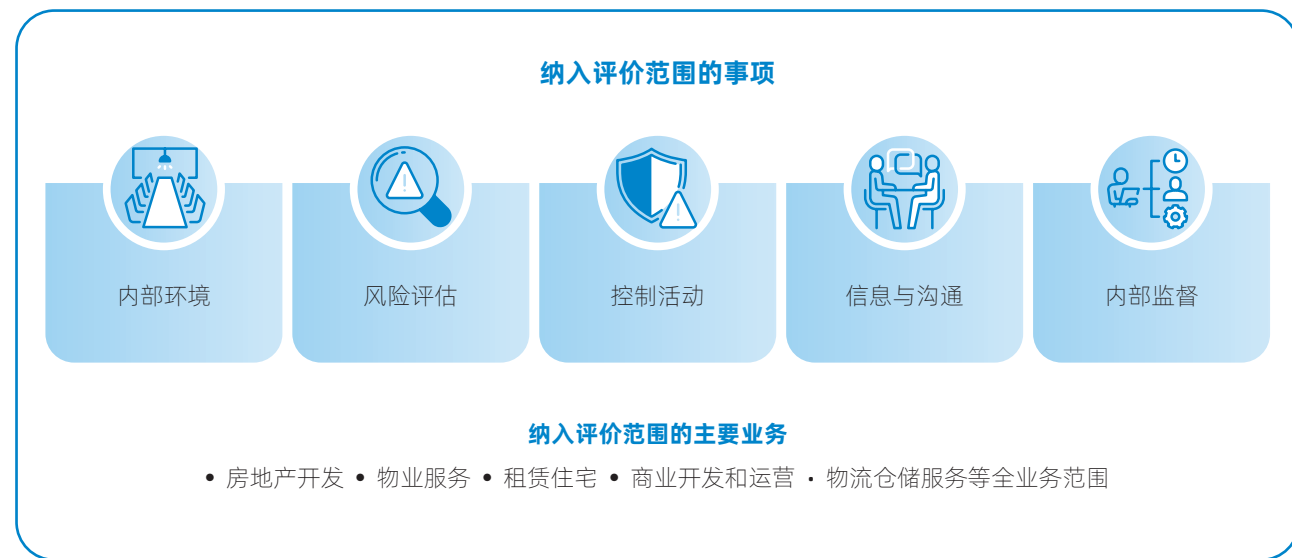 纳入评价范围的事项
内部环境
风险评估
控制活动
信息与沟通
内部监督
纳入评价范围的主要业务
• 房地产开发 • 物业服务 • 租赁住宅 • 商业开发和运营 · 物流仓储服务等全业务范围